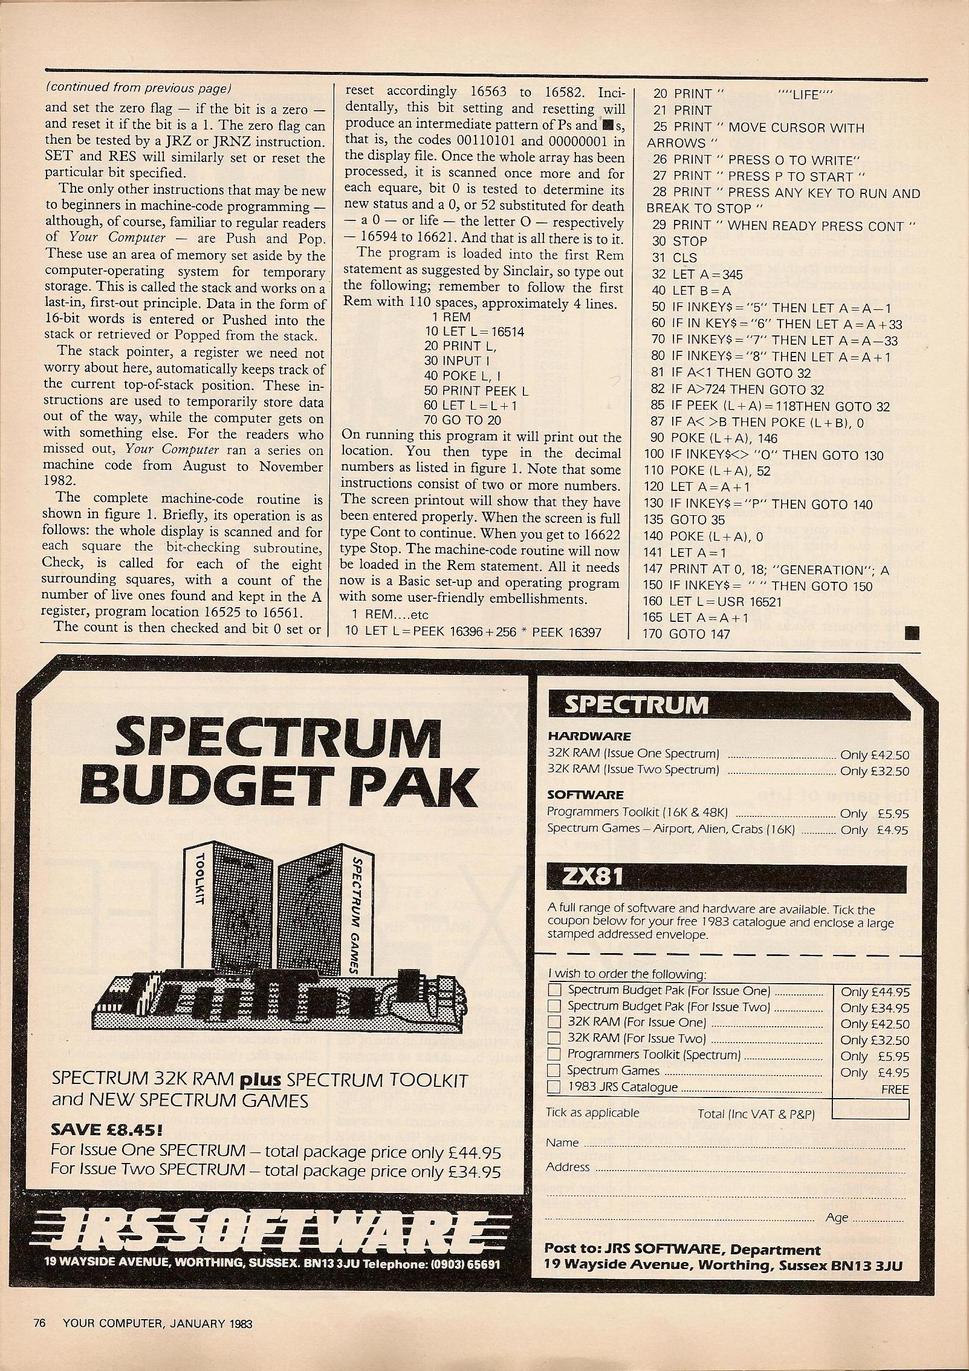 (continued from previous page)
and set the zero flag — if the bit is a zero —
and reset it if the bit is a 1. The zero flag can
then be tested by a JRZ or JRNZ instruction.
SET and RES will similarly set or reset the
particular bit specified.
The only other instructions that may be new
to beginners in machine-code programming —
although, of course, familiar to regular readers
of Your Computer — are Push and Pop.
These use an area of memory set aside by the
computer-operating system for temporary
storage. This is called the stack and works on a
last-in, first-out principle. Data in the form of
16-bit words is entered or Pushed into the
stack or retrieved or Popped from the stack.
The stack pointer, a register we need not
worry about here, automatically keeps track of
the current top-of-stack position. These in-
structions are used to temporarily store data
out of the way, while the computer gets on
with something else. For the readers who
missed out, Your Computer ran a series on
machine code from August to November
1982.
The complete machine-code routine is
shown in figure 1. Briefly, its operation is as
follows: the whole display is scanned and for
each square the bit-checking subroutine,
Check, is called for each of the eight
surrounding squares, with a count of the
number of live ones found and kept in the A
register, program location 16525 to 16561.
The count is then checked and bit 0 set or
reset accordingly 16563 to 16582. Inci-
dentally, this bit setting and resetting will
produce an intermediate pattern of Ps and ■s,
that is, the codes 00110101 and 00000001 in
the display file. Once the whole array has been
processed, it is scanned once more and for
each equare, bit 0 is tested to determine its
new status and a 0, or 52 substituted for death
— a 0 — or life — the letter O — respectively
— 16594 to 16621. And that is all there is to it.
The program is loaded into the first Rem
statement as suggested by Sinclair, so type out
the following; remember to follow the first
Rem with 110 spaces, approximately 4 lines.
1 REM
10 LET L=16514
20 PRINT L,
30 INPUT I
40 POKE L, I
50 PRINT PEEK L
60 LET L=L+1
70 GO TO 20
On running this program it will print out the
location. You then type in the decimal
numbers as listed in figure 1. Note that some
instructions consist of two or more numbers.
The screen printout will show that they have
been entered properly. When the screen is full
type Cont to continue. When you get to 16622
type Stop. The machine-code routine will now
be loaded in the Rem statement. All it needs
now is a Basic set-up and operating program
with some user-friendly embellishments.
1 REM....etc
10 LET L=PEEK 16396+256 * PEEK 16397
20 PRINT " ""LIFE""
21 PRINT
25 PRINT " MOVE CURSOR WITH
ARROWS "
26 PRINT " PRESS O TO WRITE"
27 PRINT " PRESS P TO START "
28 PRINT " PRESS ANY KEY TO RUN AND
BREAK TO STOP "
29 PRINT " WHEN READY PRESS CONT "
30 STOP
31 CLS
32 LET A=345
40 LET B=A
50 IF INKEY$="5" THEN LET A=A—1
60 IF IN KEY$="6" THEN LET A=A+33
70 IF INKEY$="7" THEN LET A=A—33
80 IF INKEY$="8" THEN LET A=A+1
81 IF A<1 THEN GOTO 32
82 IF A>724 THEN GOTO 32
85 IF PEEK (L+A)=118THEN GOTO 32
87 IF A< >B THEN POKE (L+B), 0
90 POKE (L+A), 146
100 IF INKEY$<> "O" THEN GOTO 130
110 POKE (L+A), 52
120 LET A=A+1
130 IF INKEY$="P" THEN GOTO 140
135 GOTO 35
140 POKE (L+A), 0
141 LET A=1
147 PRINT AT 0, 18; "GENERATION"; A
150 IF INKEY$= " " THEN GOTO 150
160 LET L=USR 16521
165 LET A=A+1
170 GOTO 147
SPECTRUM
BUDGET PAK
TOOLKIT
SPECTRUM GAMES
SPECTRUM 32K RAM plus SPECTRUM TOOLKIT
and NEW SPECTRUM GAMES
SAVE £8.45!
For Issue One SPECTRUM — total package price only £44.95
For Issue Two SPECTRUM — total package price only £34.95
JRS SOFTWARE
19 WAYSIDE AVENUE, WORTHING, SUSSEX. BN13 3JU Telephone: (0903) 65691
SPECTRUM
HARDWARE
32K RAM (Issue One Spectrum) ........ Only £42.50
32K RAM (Issue Two Spectrum) ........ Only £32.50
SOFTWARE
Programmers Toolkit (16K & 48K) ........ Only £5.95
Spectrum Games — Airport, Alien, Crabs (16K) ........ Only £4.95
ZX81
A full range of software and hardware are available. Tick the
coupon below for your free 1983 catalogue and enclose a large
stamped addressed envelope.
I wish to order the following:
Spectrum Budget Pak (For Issue One) ........ Only £44.95
Spectrum Budget Pak (For Issue Two) ........ Only £34.95
32K RAM (For Issue One) ........ Only £42.50
32K RAM (For Issue Two) ........ Only £32.50
Programmers Toolkit (Spectrum) ........ Only £5.95
Spectrum Games ........ Only £4.95
1983 JRS Catalogue ........ FREE
Tick as applicable Total (Inc VAT & P&P)
Name ........
Address ........
Age ........
Post to: JRS SOFTWARE, Department
19 Wayside Avenue, Worthing, Sussex BN13 3JU
76 YOUR COMPUTER, JANUARY 1983